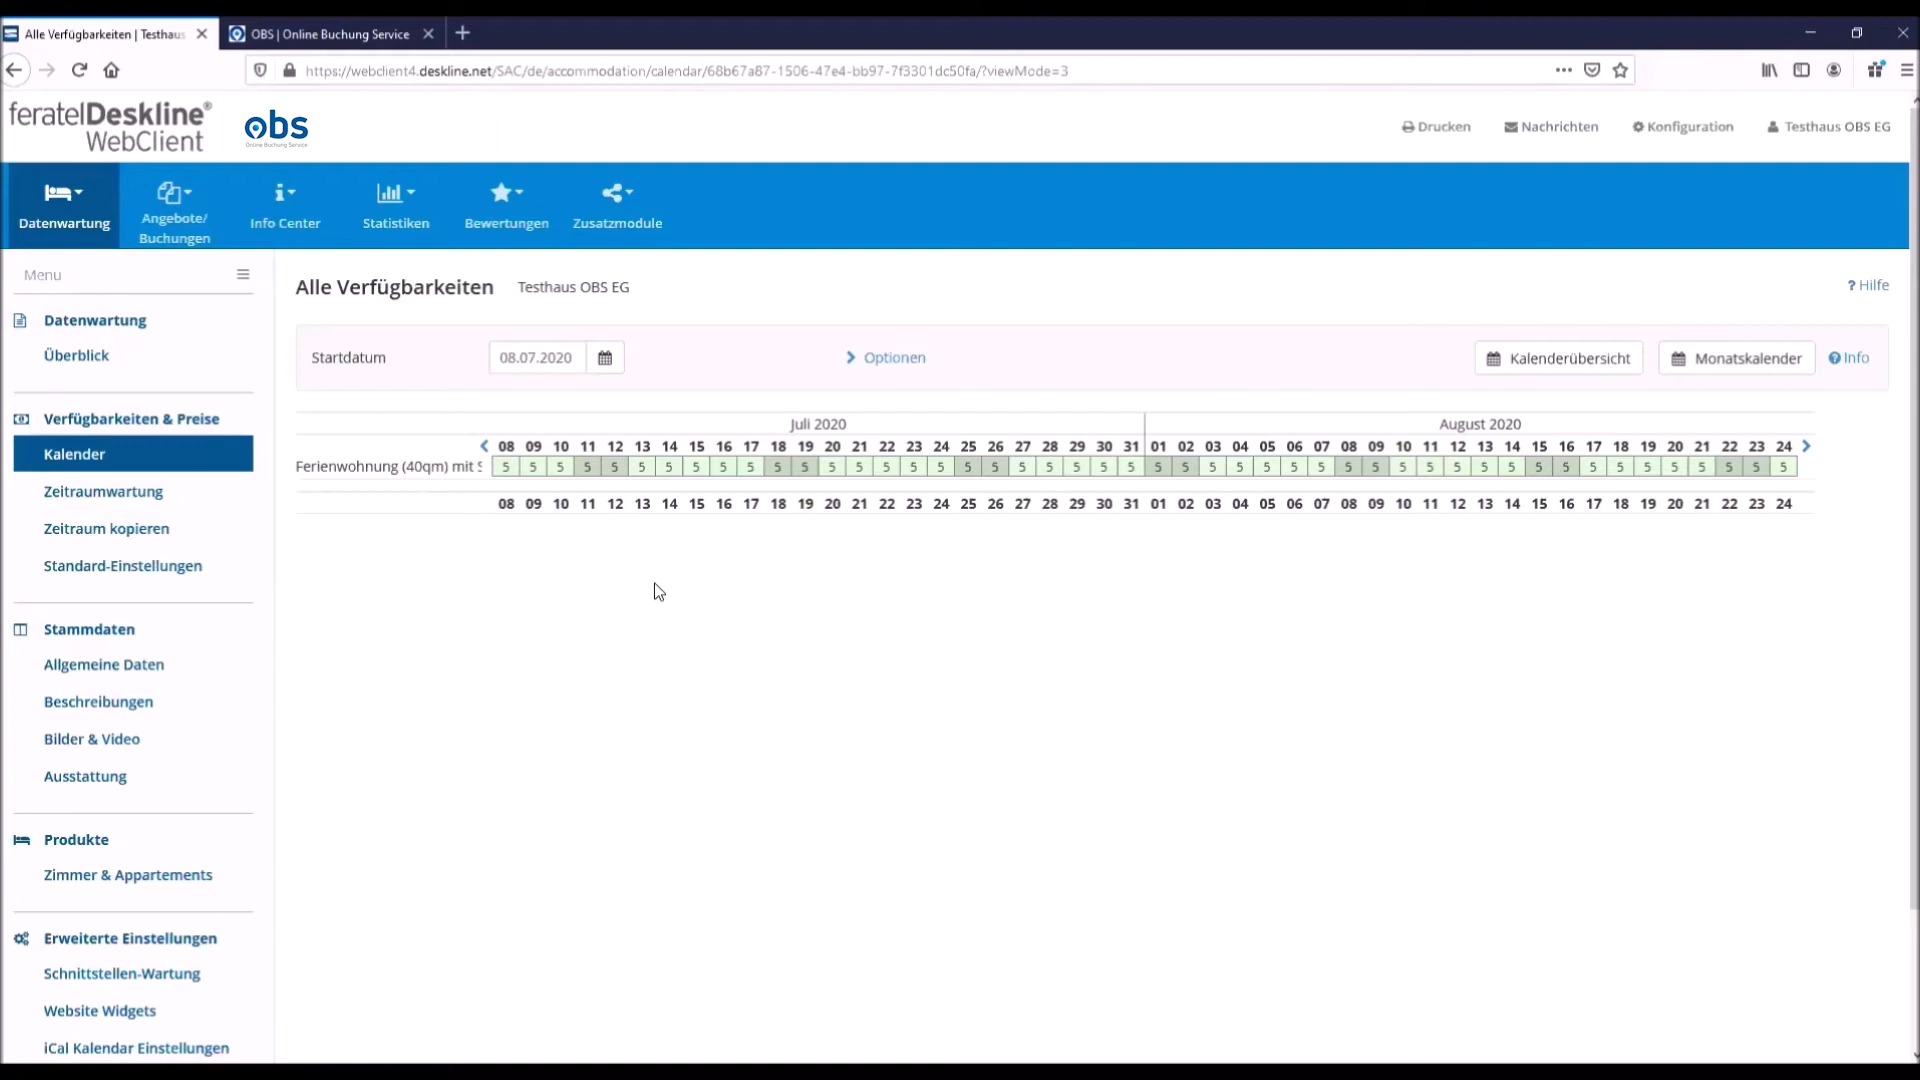 Alle Verfügbarkeiten | Testhaus
OBS | Online Buchung Service
https://webclient4.deskline.net/SAC/de/accommodation/calendar/68b67a87-1506-47e4-bb97-7f3301dc50fa/?viewMode=3
feratelDeskline®
WebClient
obs
Online Buchung Service
Drucken
Nachrichten
Konfiguration
Testhaus OBS EG
Datenwartung
Angebote/
Buchungen
Info Center
Statistiken
Bewertungen
Zusatzmodule
Menu
Datenwartung
Überblick
Verfügbarkeiten & Preise
Kalender
Zeitraumwartung
Zeitraum kopieren
Standard-Einstellungen
Stammdaten
Allgemeine Daten
Beschreibungen
Bilder & Video
Ausstattung
Produkte
Zimmer & Appartements
Erweiterte Einstellungen
Schnittstellen-Wartung
Website Widgets
iCal Kalendar Einstellungen
Alle Verfügbarkeiten Testhaus OBS EG
? Hilfe
Startdatum 08.07.2020 Optionen Kalenderübersicht Monatskalender Info
Juli 2020 August 2020
08 09 10 11 12 13 14 15 16 17 18 19 20 21 22 23 24 25 26 27 28 29 30 31 01 02 03 04 05 06 07 08 09 10 11 12 13 14 15 16 17 18 19 20 21 22 23 24
Ferienwohnung (40qm) mit S 5 5 5 5 5 5 5 5 5 5 5 5 5 5 5 5 5 5 5 5 5 5 5 5 5 5 5 5 5 5 5 5 5 5 5 5 5 5 5 5 5 5 5 5 5 5 5 5
08 09 10 11 12 13 14 15 16 17 18 19 20 21 22 23 24 25 26 27 28 29 30 31 01 02 03 04 05 06 07 08 09 10 11 12 13 14 15 16 17 18 19 20 21 22 23 24